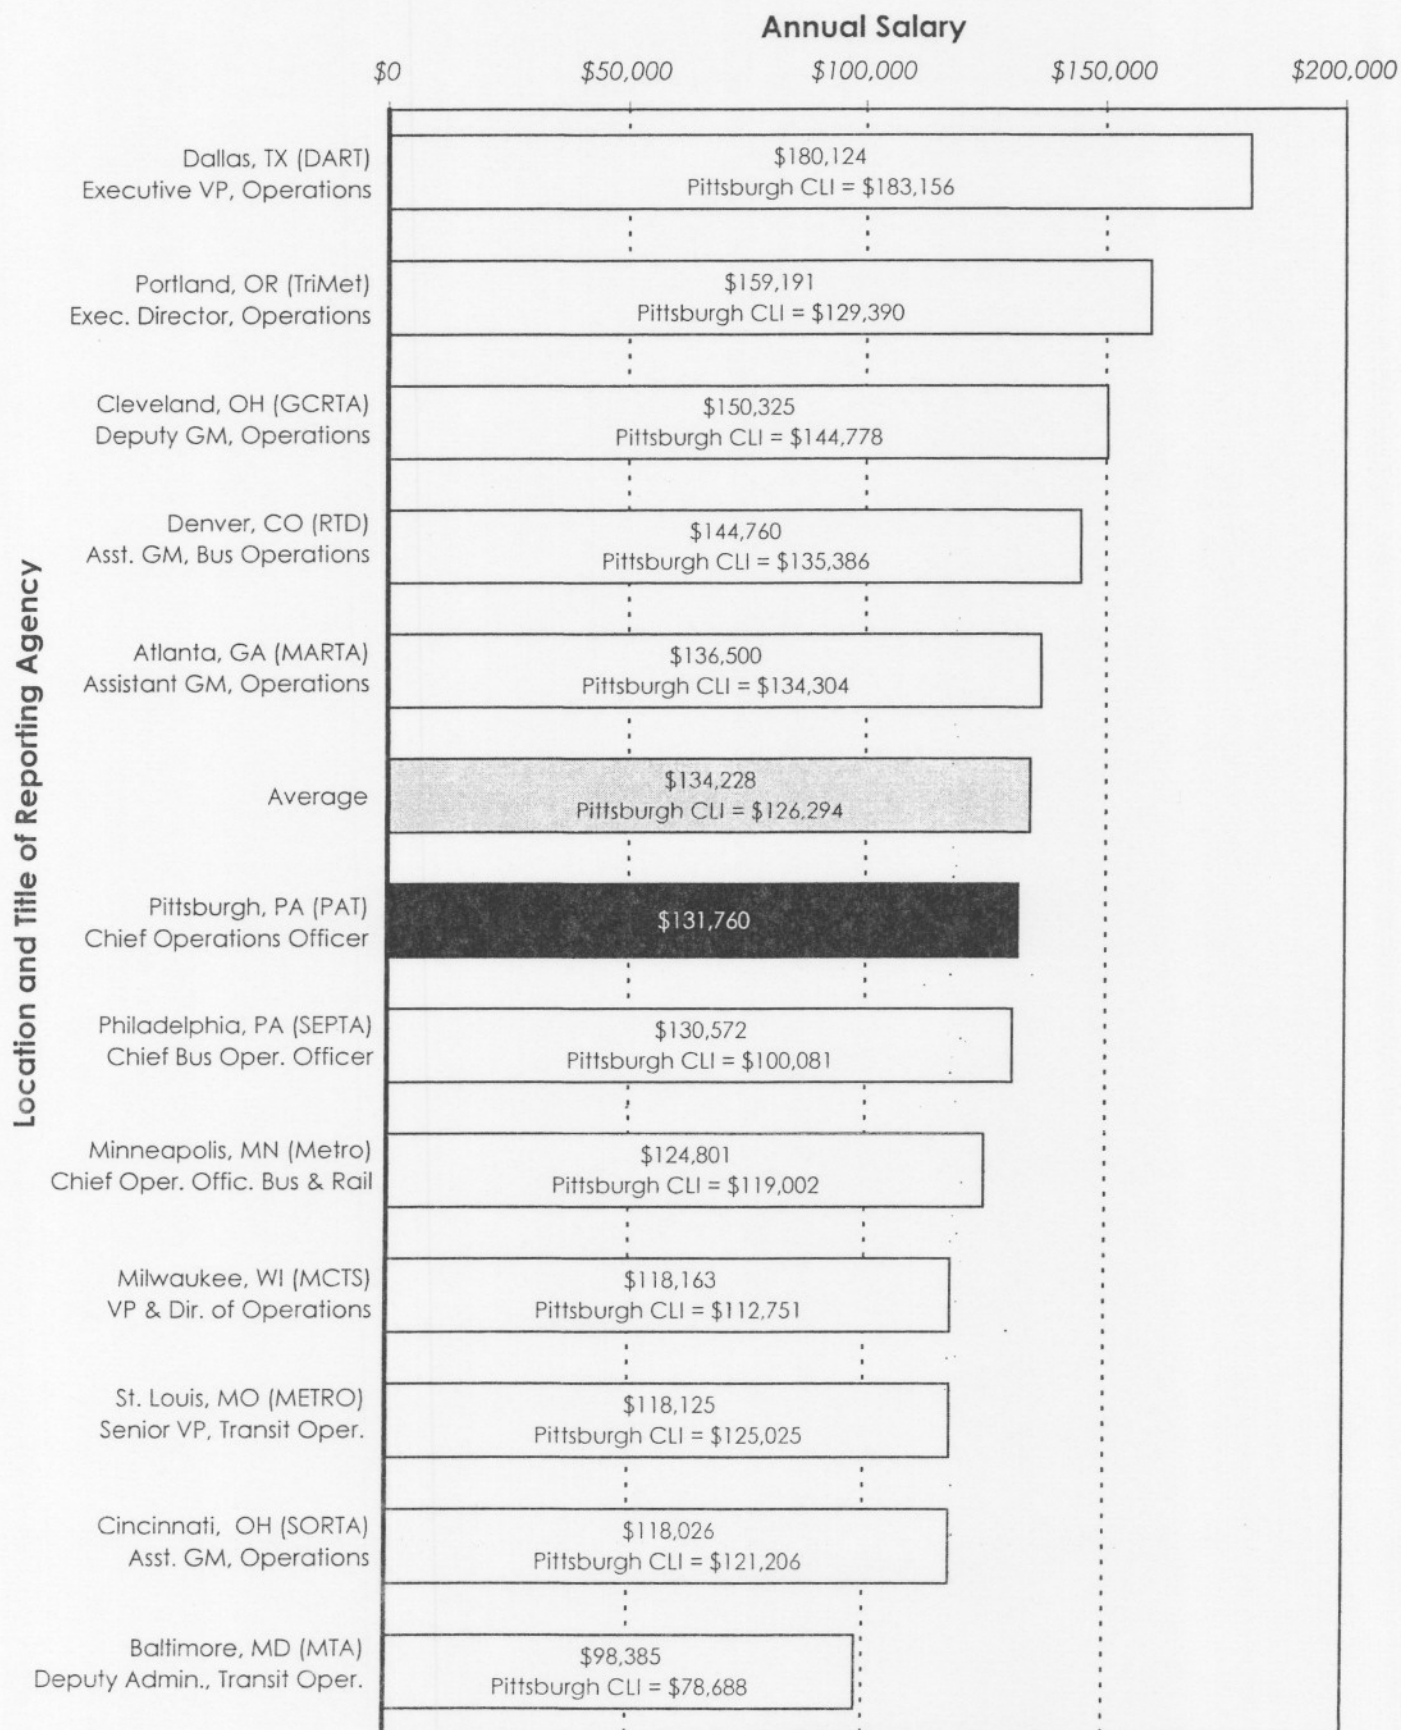 Annual Salary
$0 $50,000 $100,000 $150,000 $200,000
Location and Title of Reporting Agency
Dallas, TX (DART)
Executive VP, Operations
$180,124
Pittsburgh CLI = $183,156
Portland, OR (TriMet)
Exec. Director, Operations
$159,191
Pittsburgh CLI = $129,390
Cleveland, OH (GCRTA)
Deputy GM, Operations
$150,325
Pittsburgh CLI = $144,778
Denver, CO (RTD)
Asst. GM, Bus Operations
$144,760
Pittsburgh CLI = $135,386
Atlanta, GA (MARTA)
Assistant GM, Operations
$136,500
Pittsburgh CLI = $134,304
Average
$134,228
Pittsburgh CLI = $126,294
Pittsburgh, PA (PAT)
Chief Operations Officer
$131,760
Philadelphia, PA (SEPTA)
Chief Bus Oper. Officer
$130,572
Pittsburgh CLI = $100,081
Minneapolis, MN (Metro)
Chief Oper. Offic. Bus & Rail
$124,801
Pittsburgh CLI = $119,002
Milwaukee, WI (MCTS)
VP & Dir. of Operations
$118,163
Pittsburgh CLI = $112,751
St. Louis, MO (METRO)
Senior VP, Transit Oper.
$118,125
Pittsburgh CLI = $125,025
Cincinnati, OH (SORTA)
Asst. GM, Operations
$118,026
Pittsburgh CLI = $121,206
Baltimore, MD (MTA)
Deputy Admin., Transit Oper.
$98,385
Pittsburgh CLI = $78,688